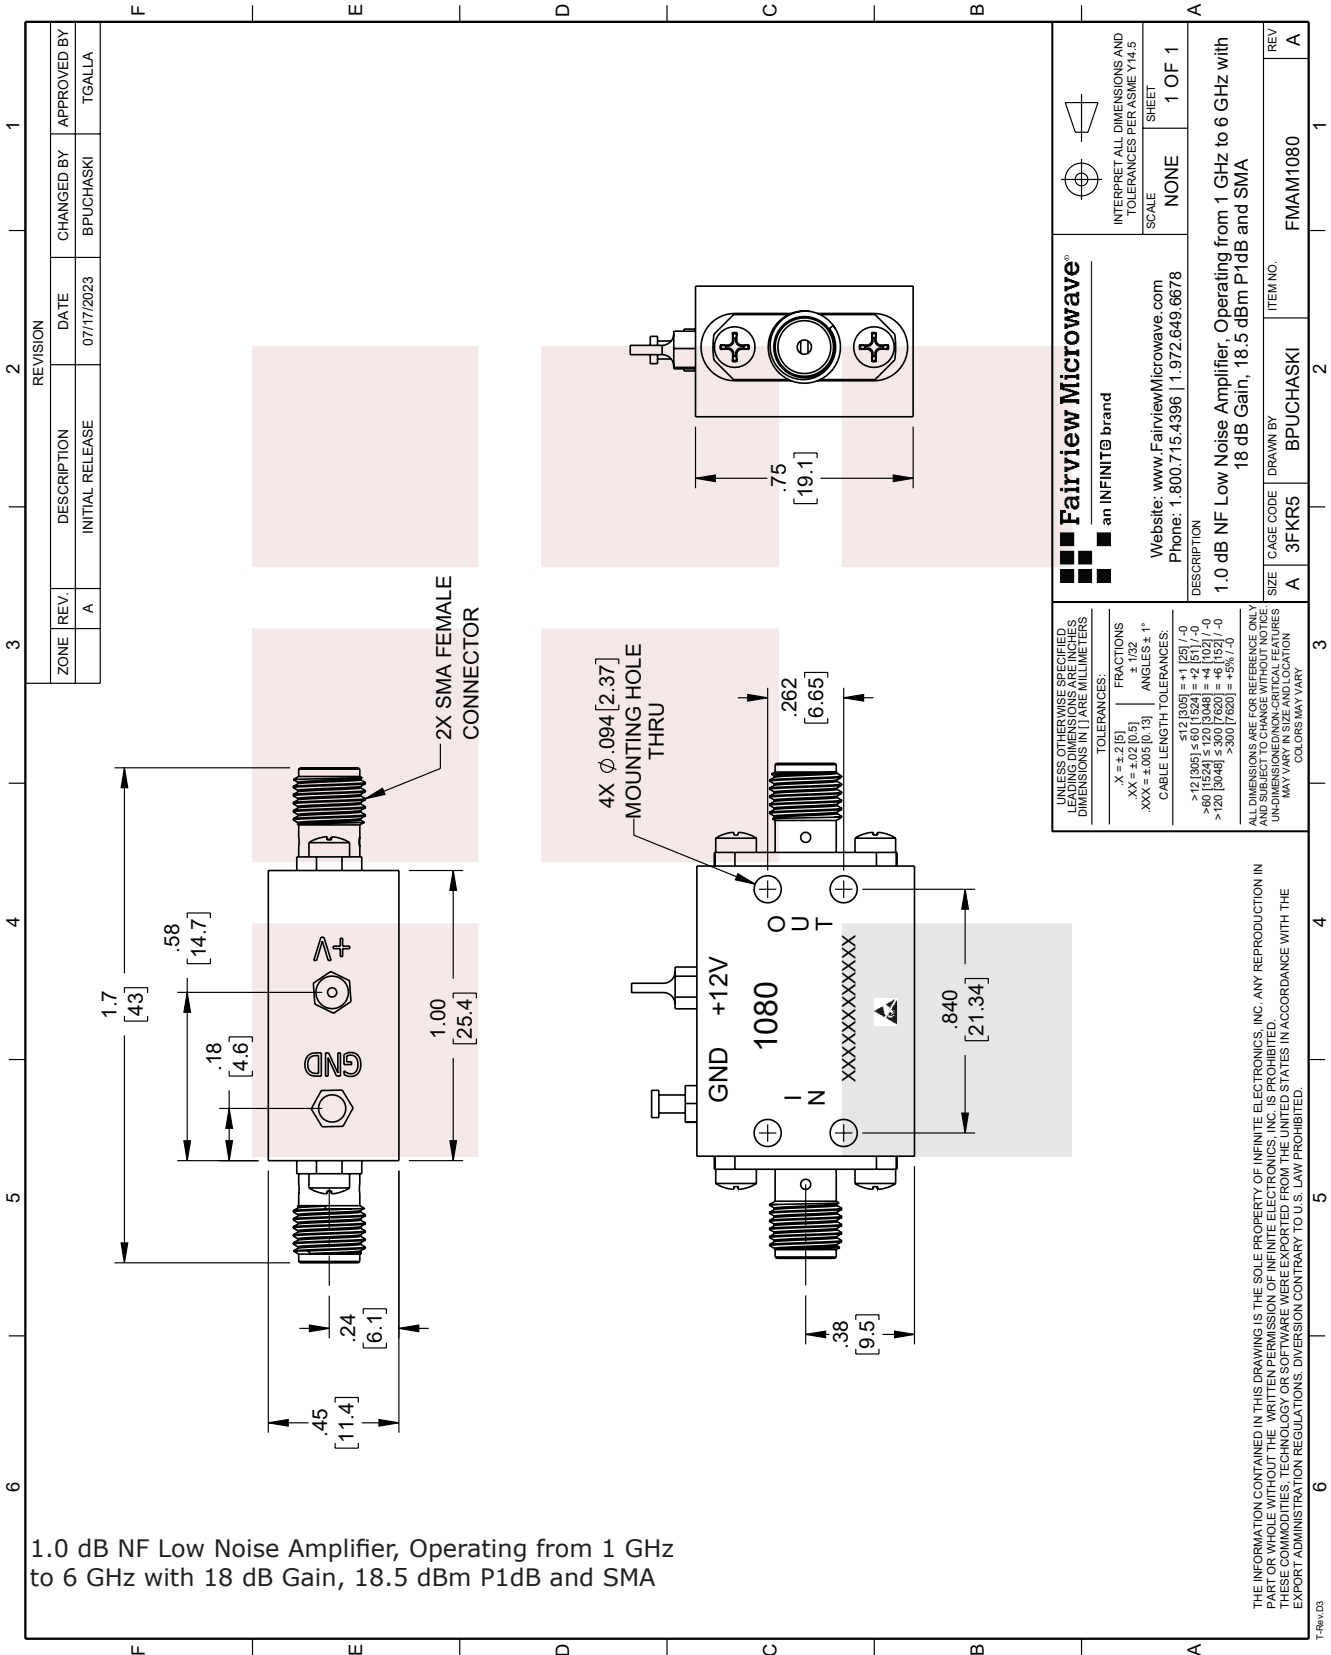 REVISION
ZONE REV. DESCRIPTION DATE CHANGED BY APPROVED BY
A INITIAL RELEASE 07/17/2023 BPUCHASKI TGALLA
6 5 4 3 2 1
F
E
D
C
B
A
1.7
[43]
.58
[14.7]
.18
[4.6]
GND
V+
1.00
[25.4]
.24
[6.1]
.45
[11.4]
2X SMA FEMALE
CONNECTOR
4X Ø.094 [2.37]
MOUNTING HOLE
THRU
.262
[6.65]
GND +12V
1080
I
N
O
U
T
XXXXXXXXXXXX
.840
[21.34]
.38
[9.5]
.75
[19.1]
UNLESS OTHERWISE SPECIFIED
LEADING DIMENSIONS ARE INCHES
DIMENSIONS IN [ ] ARE MILLIMETERS
TOLERANCES:
.X = ±.2 [5]
.XX = ±.02 [0.5]
.XXX = ±.005 [0.13]
FRACTIONS
± 1/32
ANGLES ± 1°
CABLE LENGTH TOLERANCES:
≤12 [305] = +1 [25] / -0
>12 [305] ≤ 60 [1524] = +2 [51] / -0
>60 [1524] ≤ 120 [3048] = +4 [102] / -0
>120 [3048] ≤ 300 [7620] = +6 [152] / -0
>300 [7620] = +5% / -0
ALL DIMENSIONS ARE FOR REFERENCE ONLY
AND SUBJECT TO CHANGE WITHOUT NOTICE.
UN-DIMENSIONED/NON-CRITICAL FEATURES
MAY VARY IN SIZE AND LOCATION
COLORS MAY VARY
Fairview Microwave®
an INFINIT brand
Website: www.FairviewMicrowave.com
Phone: 1.800.715.4396 | 1.972.649.6678
INTERPRET ALL DIMENSIONS AND
TOLERANCES PER ASME Y14.5
SCALE
NONE
SHEET
1 OF 1
DESCRIPTION
1.0 dB NF Low Noise Amplifier, Operating from 1 GHz to 6 GHz with
18 dB Gain, 18.5 dBm P1dB and SMA
SIZE
A
CAGE CODE
3FKR5
DRAWN BY
BPUCHASKI
ITEM NO.
FMAM1080
REV
A
THE INFORMATION CONTAINED IN THIS DRAWING IS THE SOLE PROPERTY OF INFINITE ELECTRONICS, INC. ANY REPRODUCTION IN
PART OR WHOLE WITHOUT THE WRITTEN PERMISSION OF INFINITE ELECTRONICS, INC. IS PROHIBITED.
THESE COMMODITIES, TECHNOLOGY OR SOFTWARE WERE EXPORTED FROM THE UNITED STATES IN ACCORDANCE WITH THE
EXPORT ADMINISTRATION REGULATIONS. DIVERSION CONTRARY TO U.S. LAW PROHIBITED.
6 5 4 3 2 1
F
E
D
C
B
A
T-Rev.D3
1.0 dB NF Low Noise Amplifier, Operating from 1 GHz
to 6 GHz with 18 dB Gain, 18.5 dBm P1dB and SMA